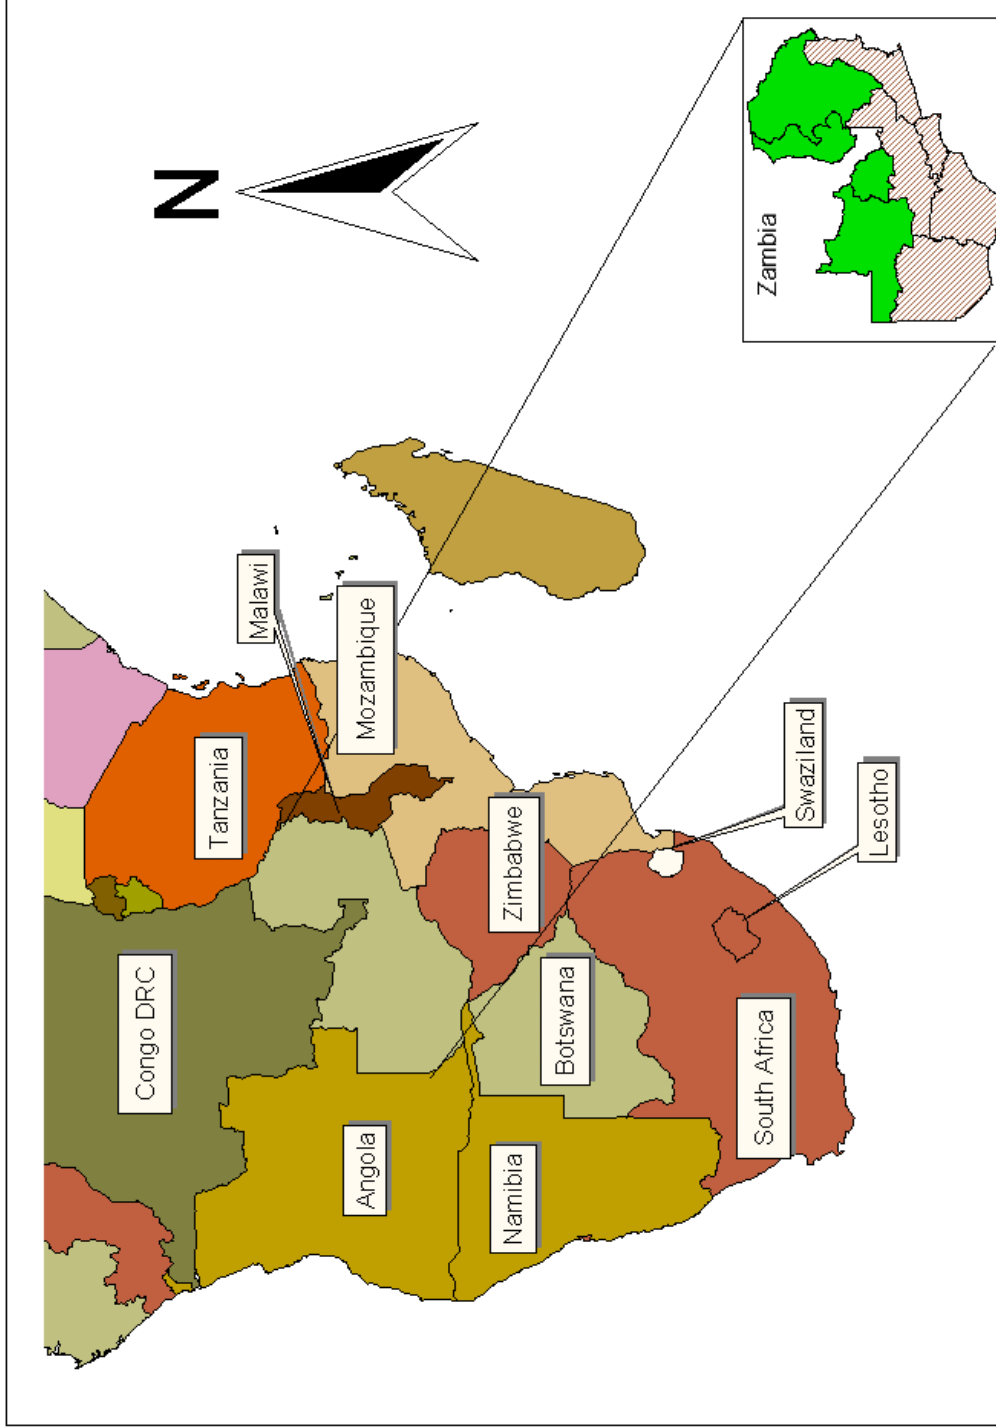 N
Zambia
Malawi
Mozambique
Tanzania
Congo DRC
Zimbabwe
Swaziland
Lesotho
Angola
Botswana
Namibia
South Africa